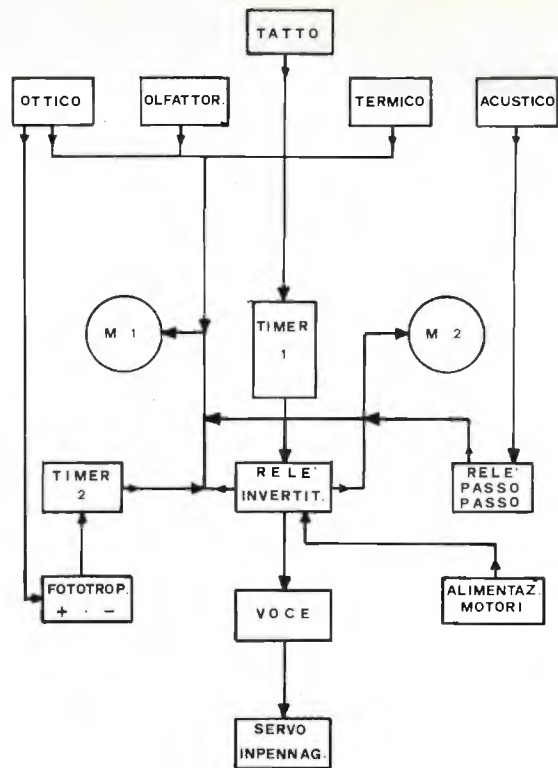 TATTO
OTTICO
OLFATTOR.
TERMICO
ACUSTICO
M 1
TIMER
1
M 2
TIMER
2
RELE'
INVERTIT.
RELE'
PASSO
PASSO
FOTOTROP.
+ · -
VOCE
ALIMENTAZ.
MOTORI
SERVO
INPENNAG.